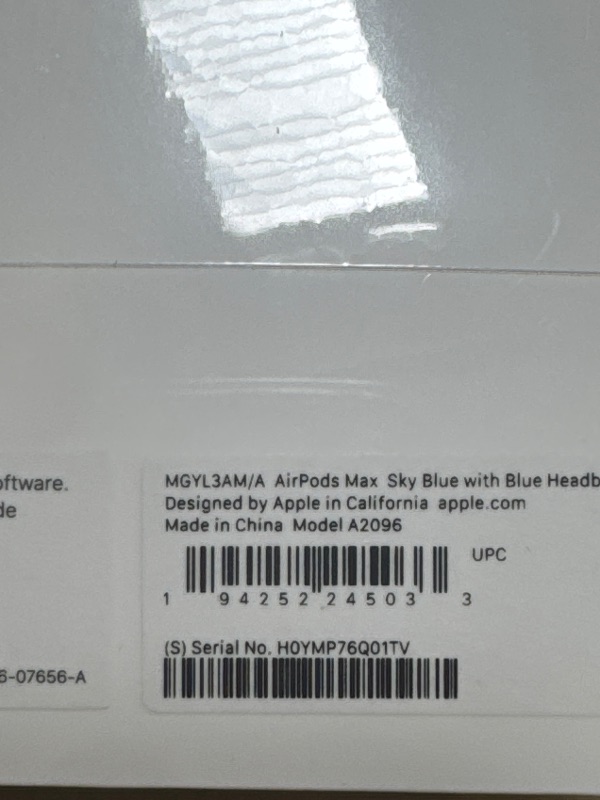 oftware.
de
6-07656-A
MGYL3AM/A AirPods Max Sky Blue with Blue Headb
Designed by Apple in California apple.com
Made in China Model A2096
UPC
1 94252 24503 3
(S) Serial No. H0YMP76Q01TV